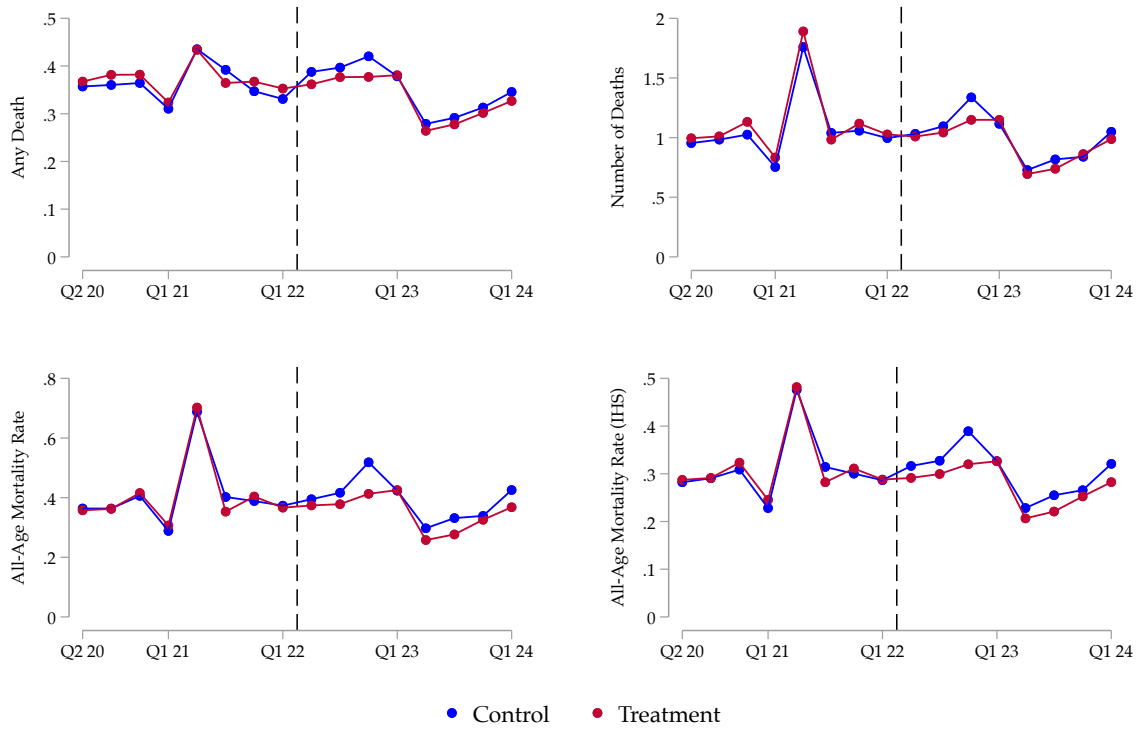 Any Death
.5
.4
.3
.2
.1
0
Q2 20
Q1 21
Q1 22
Q1 23
Q1 24
Number of Deaths
2
1.5
1
.5
0
Q2 20
Q1 21
Q1 22
Q1 23
Q1 24
All-Age Mortality Rate
.8
.6
.4
.2
0
Q2 20
Q1 21
Q1 22
Q1 23
Q1 24
All-Age Mortality Rate (IHS)
.5
.4
.3
.2
.1
0
Q2 20
Q1 21
Q1 22
Q1 23
Q1 24
Control
Treatment